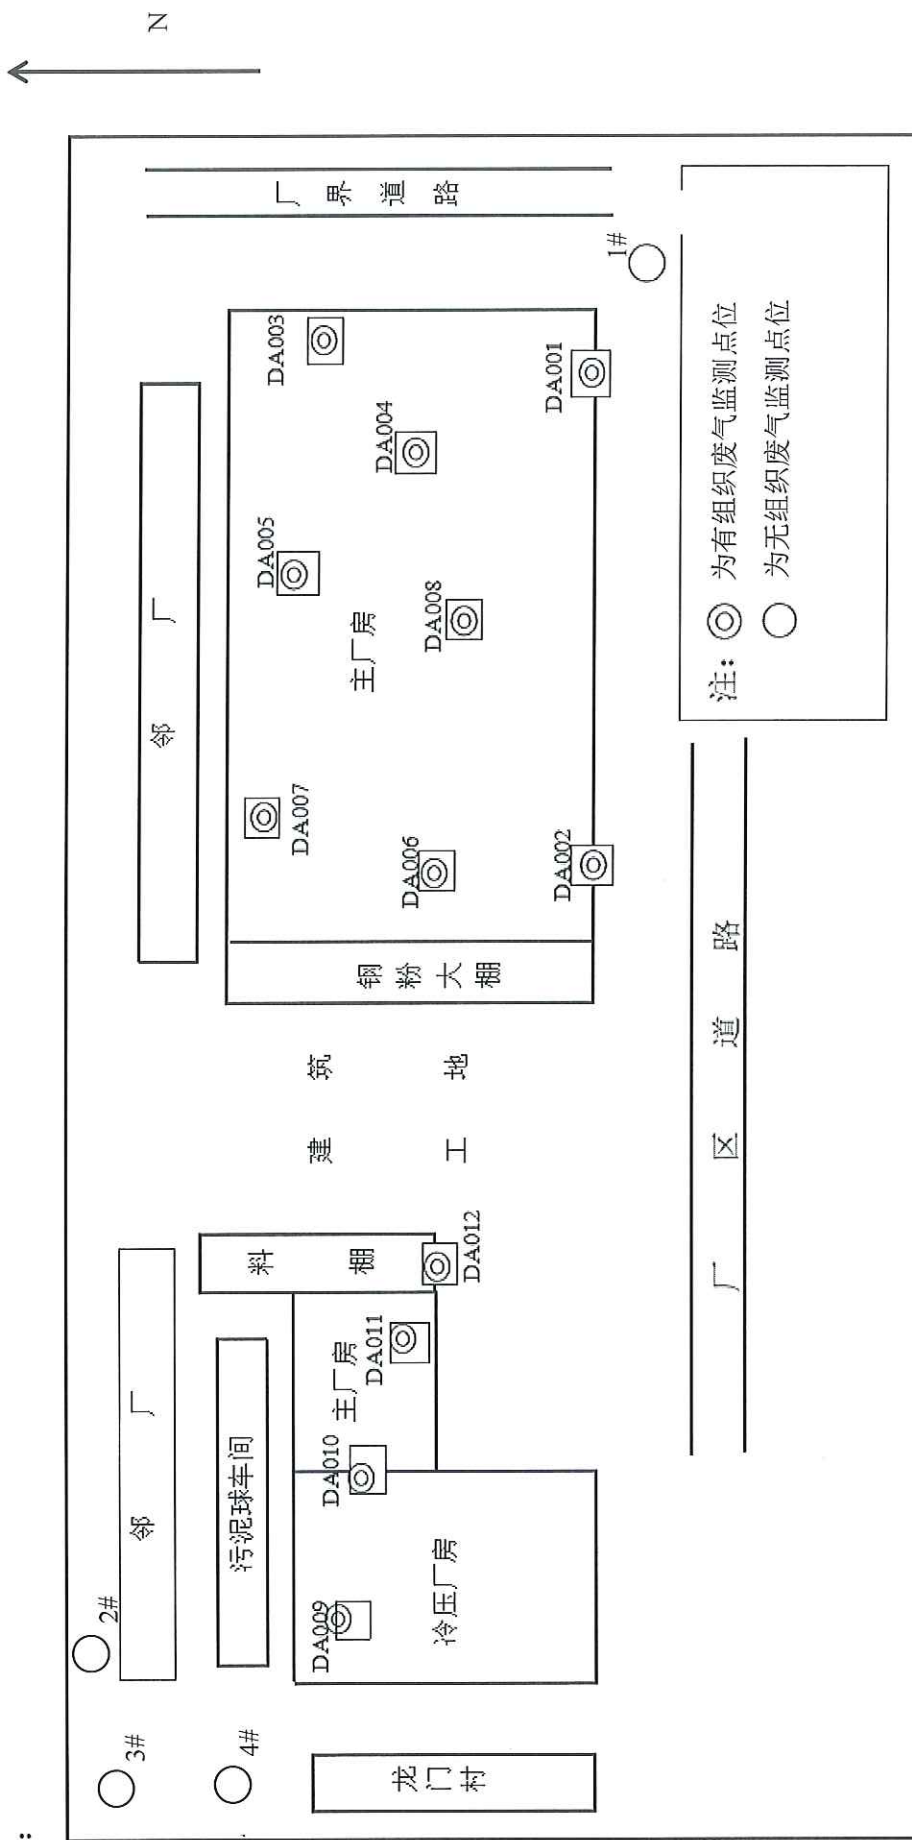 N
厂界道路
邻 厂
DA003
DA004
DA005
DA001
主厂房
DA008
DA007
DA006
DA002
钢粉大棚
建 筑
工 地
1#
注：
为有组织废气监测点位
为无组织废气监测点位
厂 区 道 路
邻 厂
料 棚
DA012
污泥球车间
主厂房
DA011
DA010
DA009
冷压厂房
2#
3#
4#
龙门村
: